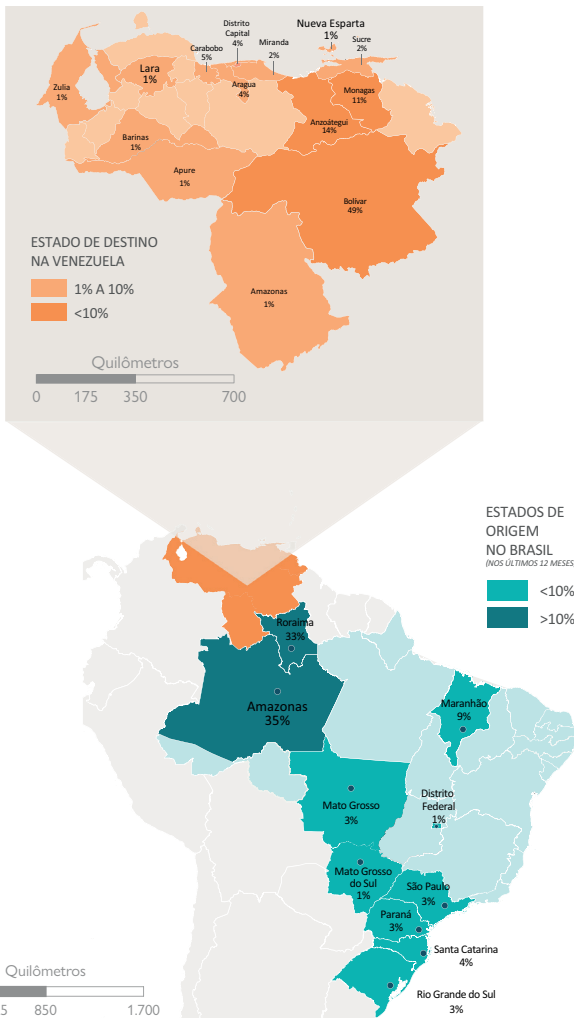 Nueva Esparta
1%
Distrito
Capital
4%
Sucre
2%
Carabobo
5%
Miranda
2%
Lara
1%
Zulia
1%
Aragua
4%
Monagas
11%
Anzoátegui
14%
Barinas
1%
Apure
1%
Bolívar
49%
ESTADO DE DESTINO
NA VENEZUELA
1% A 10%
<10%
Amazonas
1%
Quilômetros
0 175 350 700
ESTADOS DE
ORIGEM
NO BRASIL
(NOS ÚLTIMOS 12 MESES)
<10%
>10%
Roraima
33%
Amazonas
35%
Maranhão
9%
Mato Grosso
3%
Distrito
Federal
1%
Mato Grosso
do Sul
1%
São Paulo
3%
Paraná
3%
Santa Catarina
4%
Rio Grande do Sul
3%
Quilômetros
5 850 1.700